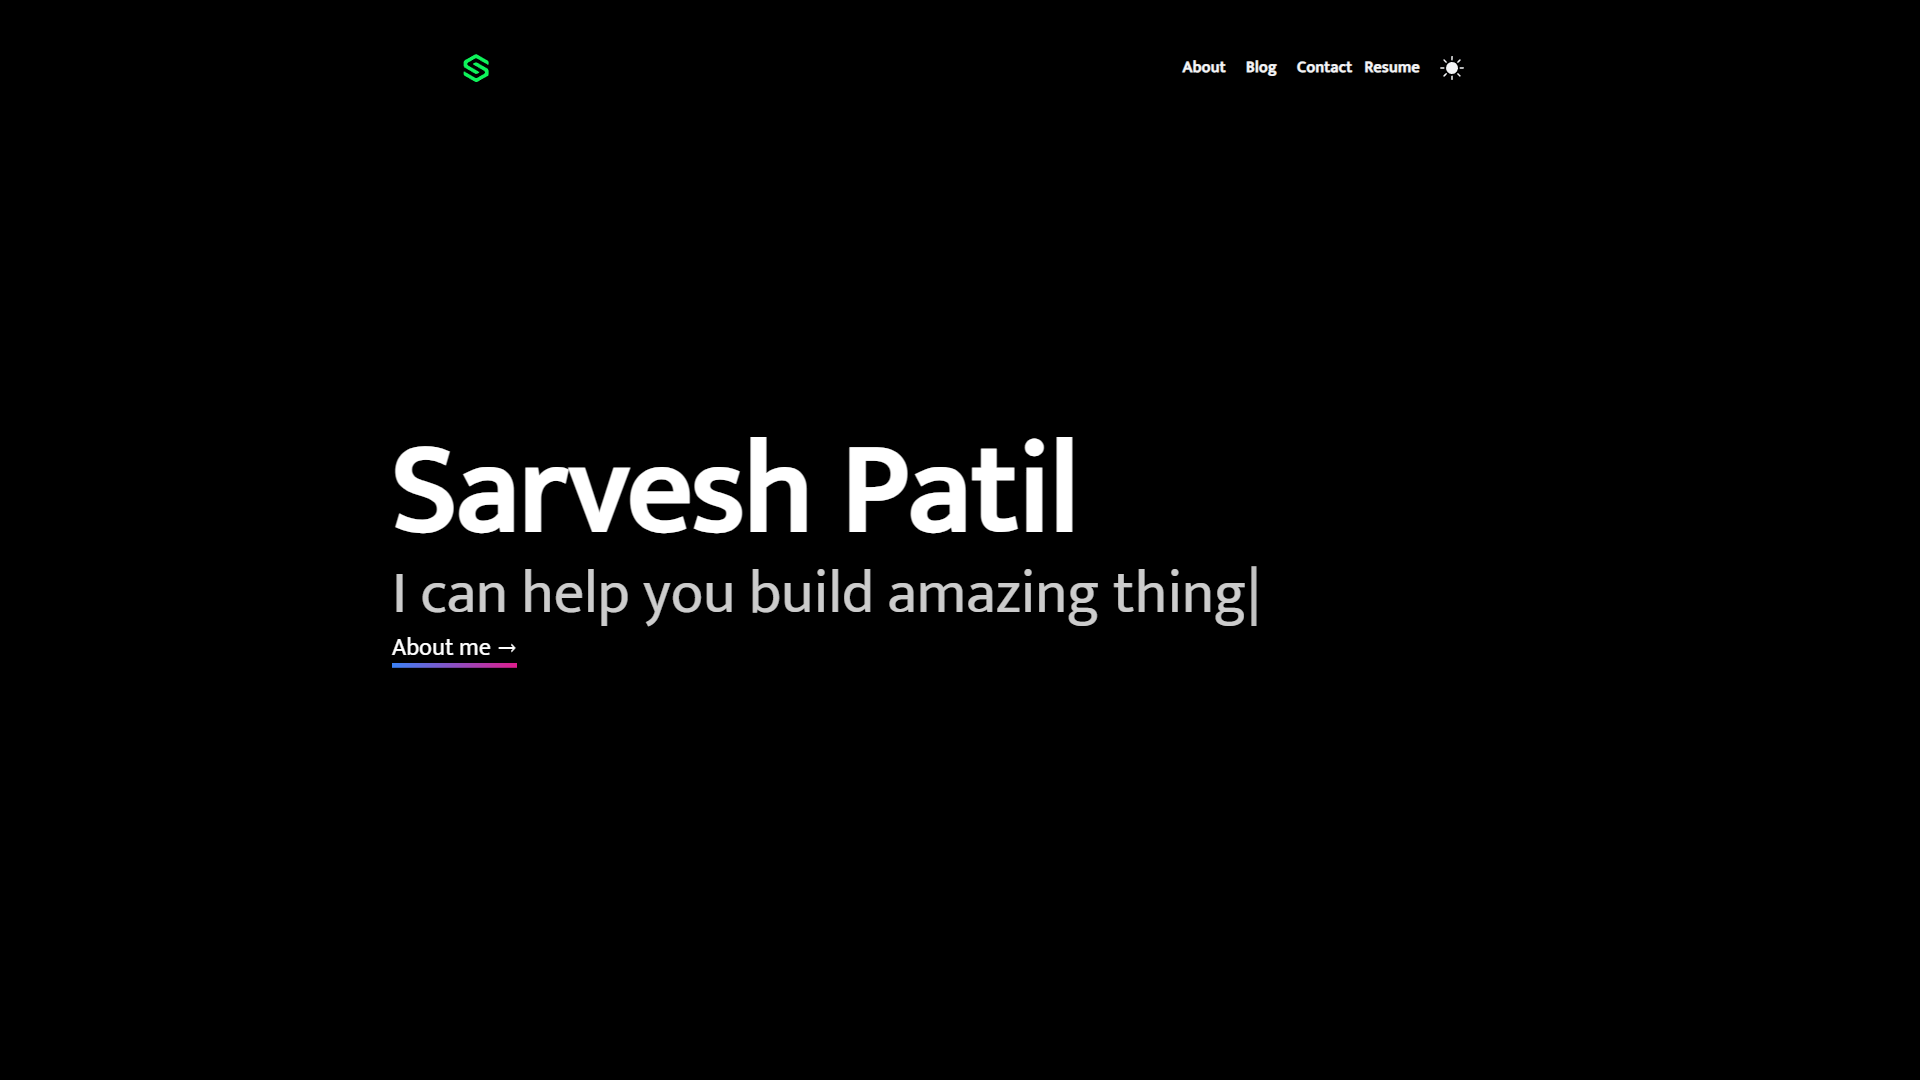 About Blog Contact Resume
Sarvesh Patil
I can help you build amazing thing|
About me →